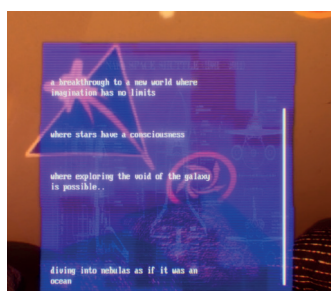 a breakthrough to a new world where
imagination has no limits
where stars have a consciousness
where exploring the void of the galaxy
is possible..
diving into nebulas as if it was an
ocean